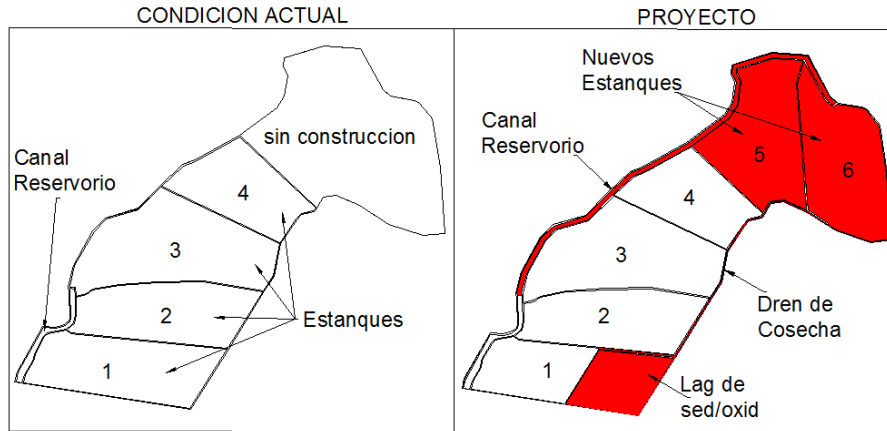 CONDICION ACTUAL
sin construccion
Canal
Reservorio
4
3
2
Estanques
1
PROYECTO
Nuevos
Estanques
Canal
Reservorio
5
6
4
3
Dren de
Cosecha
2
1
Lag de
sed/oxid